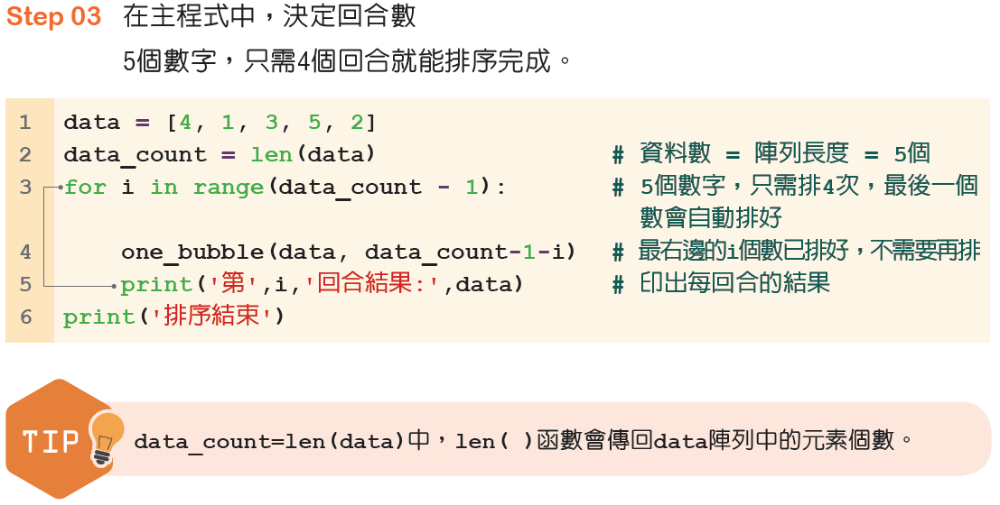 Step 03 在主程式中，決定回合數
5個數字，只需4個回合就能排序完成。
1 data = [4, 1, 3, 5, 2]
2 data_count = len(data) # 資料數 = 陣列長度 = 5個
3 for i in range(data_count - 1): # 5個數字，只需排4次，最後一個
數會自動排好
4 one_bubble(data, data_count-1-i) # 最右邊的i個數已排好，不需要再排
5 print('第',i,'回合結果:',data) # 印出每回合的結果
6 print('排序結束')
TIP data_count=len(data)中，len( )函數會傳回data陣列中的元素個數。